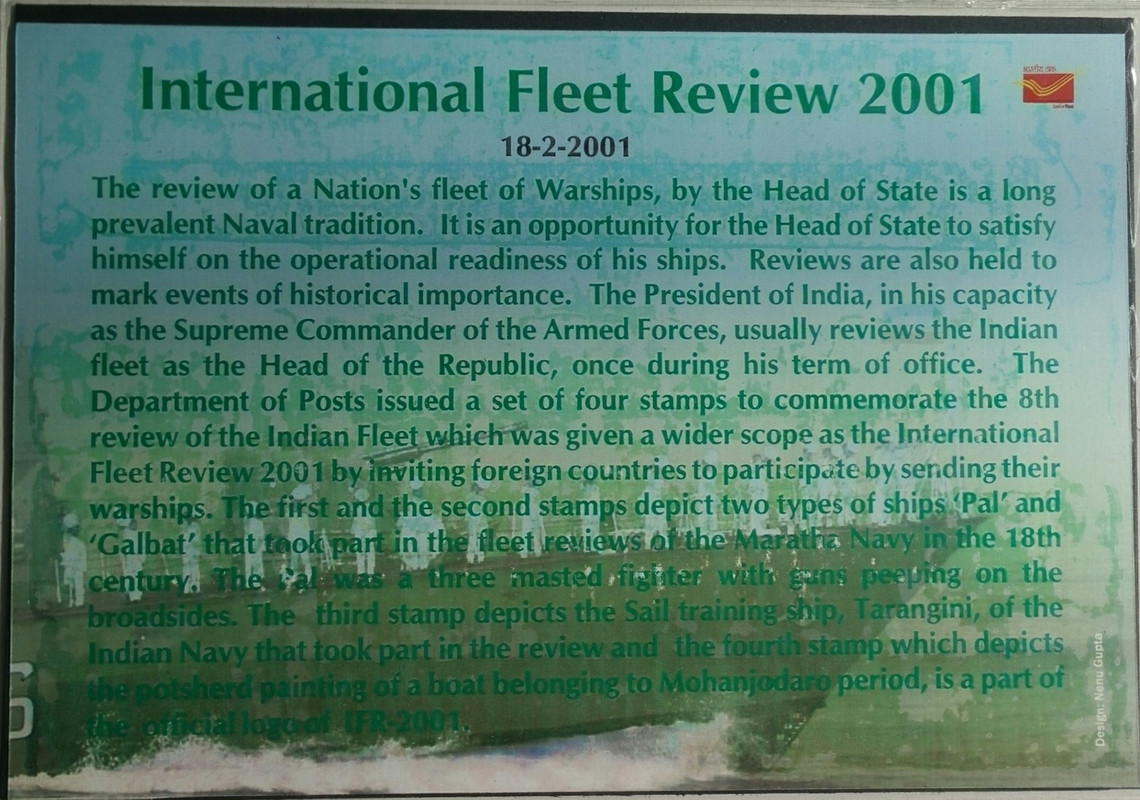 International Fleet Review 2001
भारतीय डाक
India Post
18-2-2001
The review of a Nation's fleet of Warships, by the Head of State is a long
prevalent Naval tradition. It is an opportunity for the Head of State to satisfy
himself on the operational readiness of his ships. Reviews are also held to
mark events of historical importance. The President of India, in his capacity
as the Supreme Commander of the Armed Forces, usually reviews the Indian
fleet as the Head of the Republic, once during his term of office. The
Department of Posts issued a set of four stamps to commemorate the 8th
review of the Indian Fleet which was given a wider scope as the International
Fleet Review 2001 by inviting foreign countries to participate by sending their
warships. The first and the second stamps depict two types of ships ‘Pal’ and
‘Galbat’ that took part in the fleet reviews of the Maratha Navy in the 18th
century. The Pal was a three masted fighter with guns peeping on the
broadsides. The third stamp depicts the Sail training ship, Tarangini, of the
Indian Navy that took part in the review and the fourth stamp which depicts
the potsherd painting of a boat belonging to Mohanjodaro period, is a part of
the official logo of IFR-2001.
6
Design: Nenu Gupta